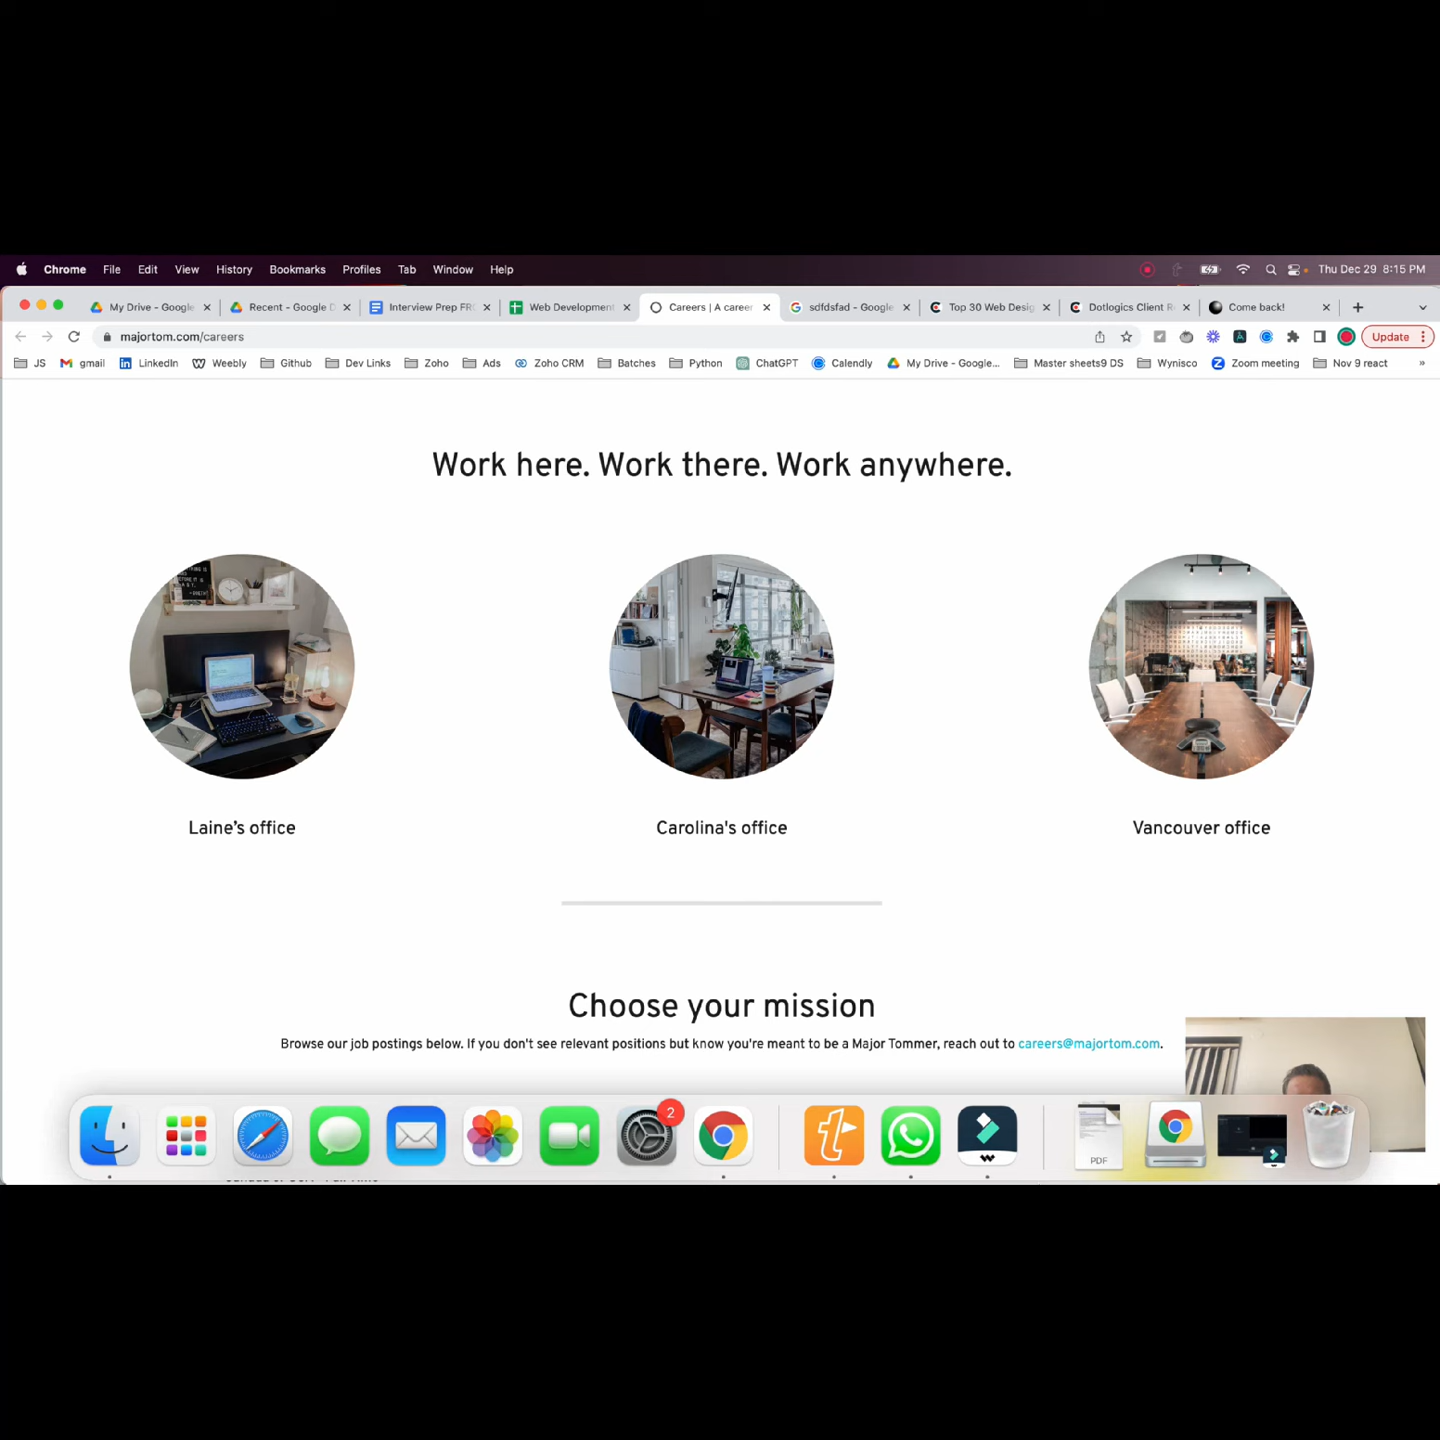 Chrome File Edit View History Bookmarks Profiles Tab Window Help Thu Dec 29 8:15 PM
My Drive - Google Recent - Google D Interview Prep FRO Web Development Careers | A career sdfdsfad - Google Top 30 Web Desig Dotlogics Client R Come back!
majortom.com/careers Update
JS gmail LinkedIn Weebly Github Dev Links Zoho Ads Zoho CRM Batches Python ChatGPT Calendly My Drive - Google... Master sheets9 DS Wynisco Zoom meeting Nov 9 react »
Work here. Work there. Work anywhere.
Laine’s office Carolina's office Vancouver office
Choose your mission
Browse our job postings below. If you don't see relevant positions but know you're meant to be a Major Tommer, reach out to careers@majortom.com.
2
PDF